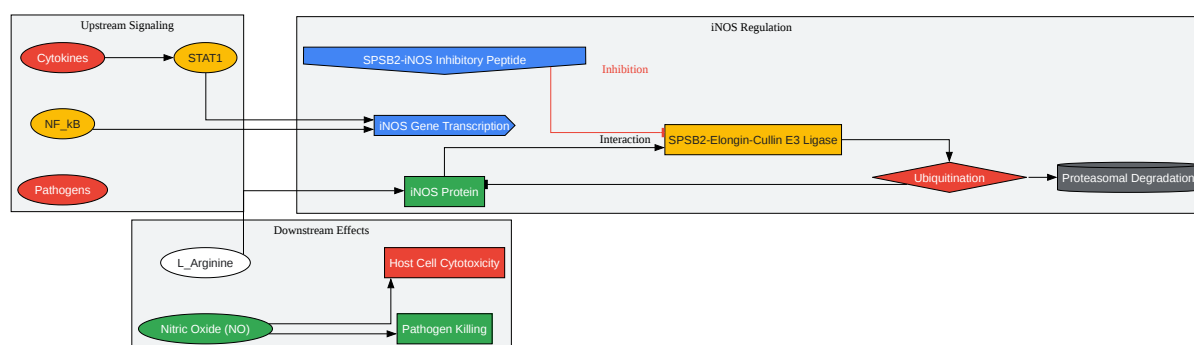 Upstream Signaling
iNOS Regulation
Cytokines
STAT1
SPSB2-iNOS Inhibitory Peptide
Inhibition
NF_kB
iNOS Gene Transcription
Interaction
SPSB2-Elongin-Cullin E3 Ligase
Pathogens
iNOS Protein
Ubiquitination
Proteasomal Degradation
Downstream Effects
L_Arginine
Host Cell Cytotoxicity
Nitric Oxide (NO)
Pathogen Killing